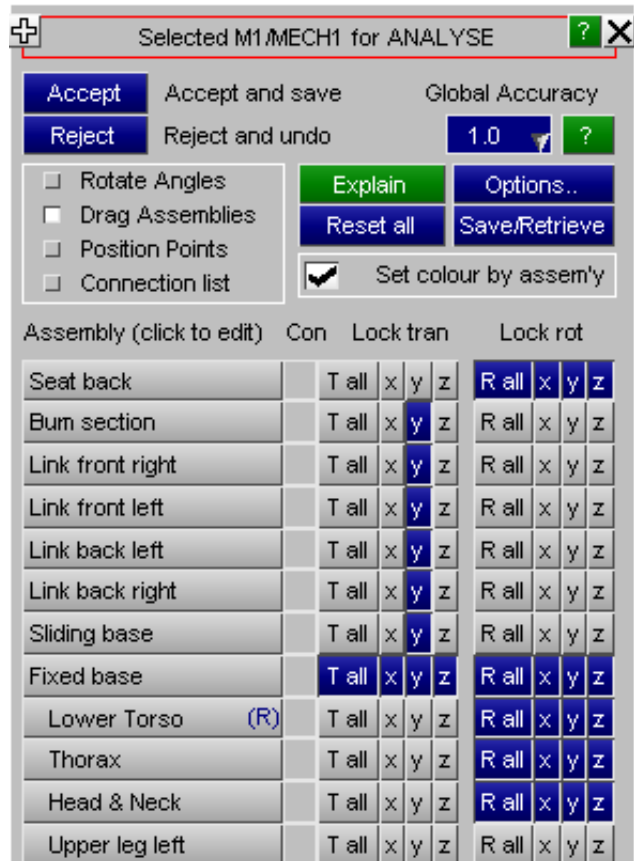 Selected M1/MECH1 for ANALYSE ? X
Accept Accept and save Global Accuracy
Reject Reject and undo 1.0 ?
Rotate Angles Explain Options..
Drag Assemblies Reset all Save/Retrieve
Position Points
Connection list Set colour by assem'y
Assembly (click to edit) Con Lock tran Lock rot
Seat back T all x y z R all x y z
Bum section T all x y z R all x y z
Link front right T all x y z R all x y z
Link front left T all x y z R all x y z
Link back left T all x y z R all x y z
Link back right T all x y z R all x y z
Sliding base T all x y z R all x y z
Fixed base T all x y z R all x y z
Lower Torso (R) T all x y z R all x y z
Thorax T all x y z R all x y z
Head & Neck T all x y z R all x y z
Upper leg left T all x y z R all x y z